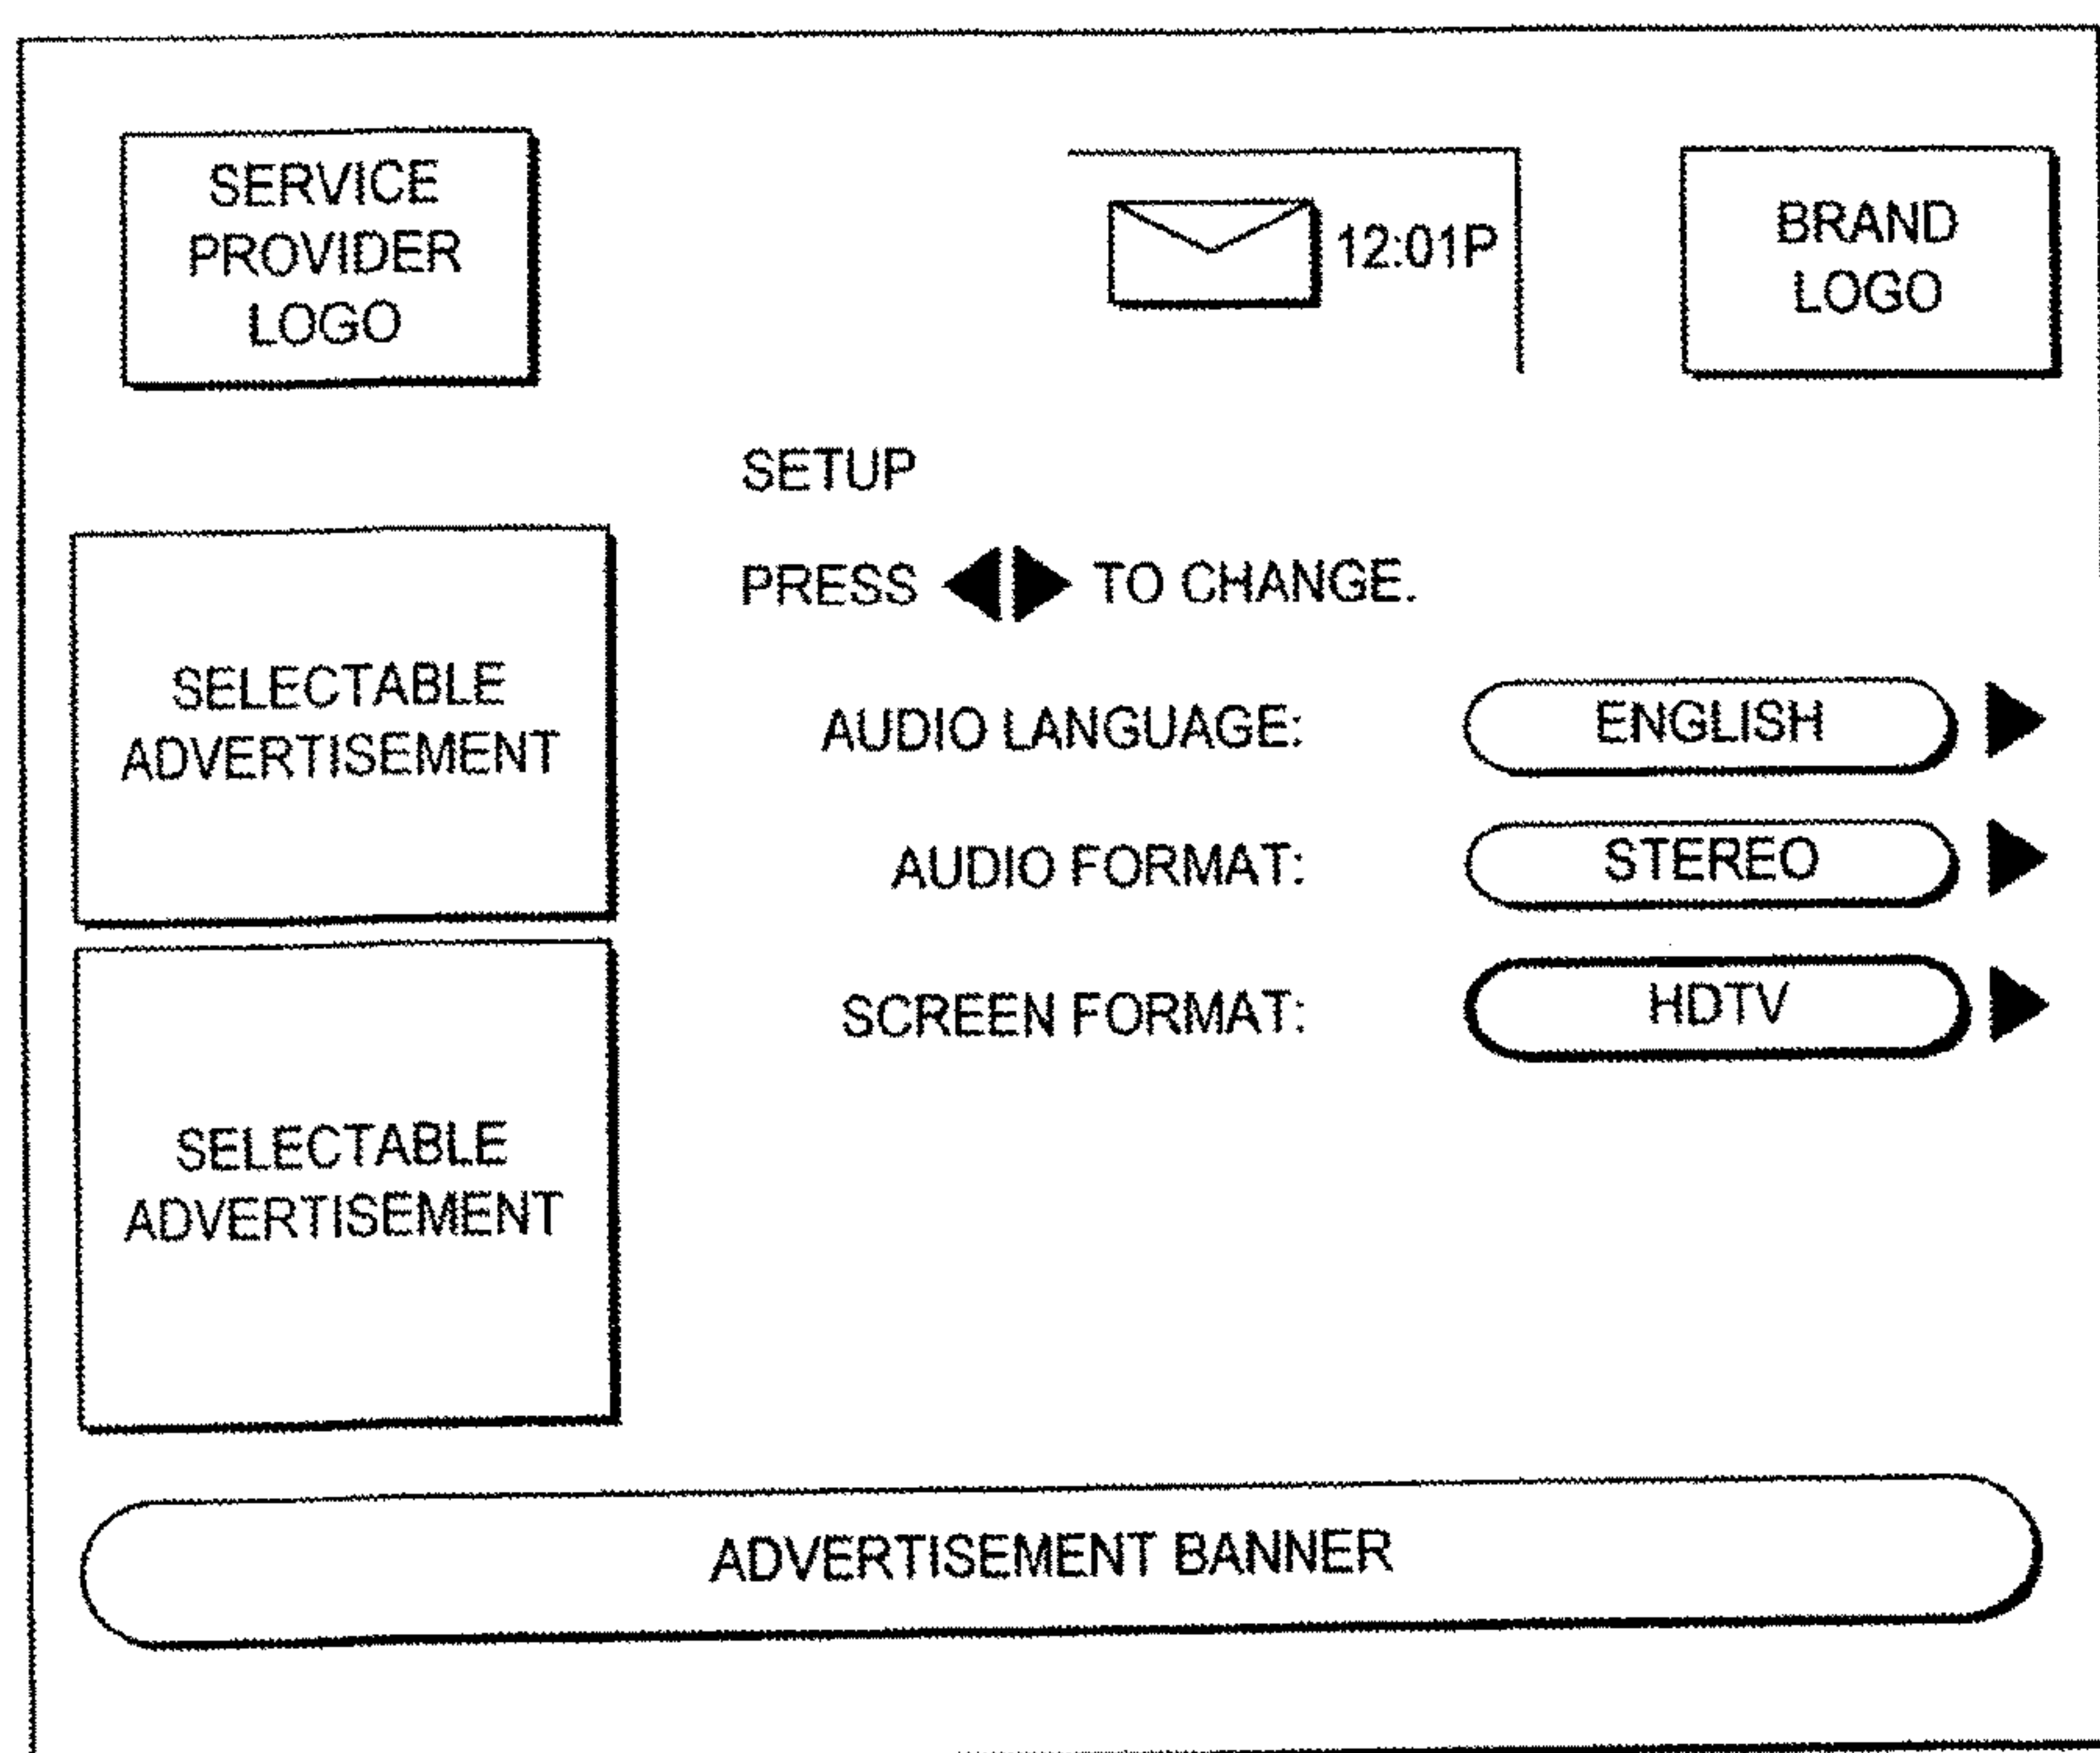 SERVICE
PROVIDER
LOGO
12:01P
BRAND
LOGO
SETUP
PRESS ◀▶ TO CHANGE.
SELECTABLE
ADVERTISEMENT
AUDIO LANGUAGE: ENGLISH ▶
AUDIO FORMAT: STEREO ▶
SCREEN FORMAT: HDTV ▶
SELECTABLE
ADVERTISEMENT
ADVERTISEMENT BANNER